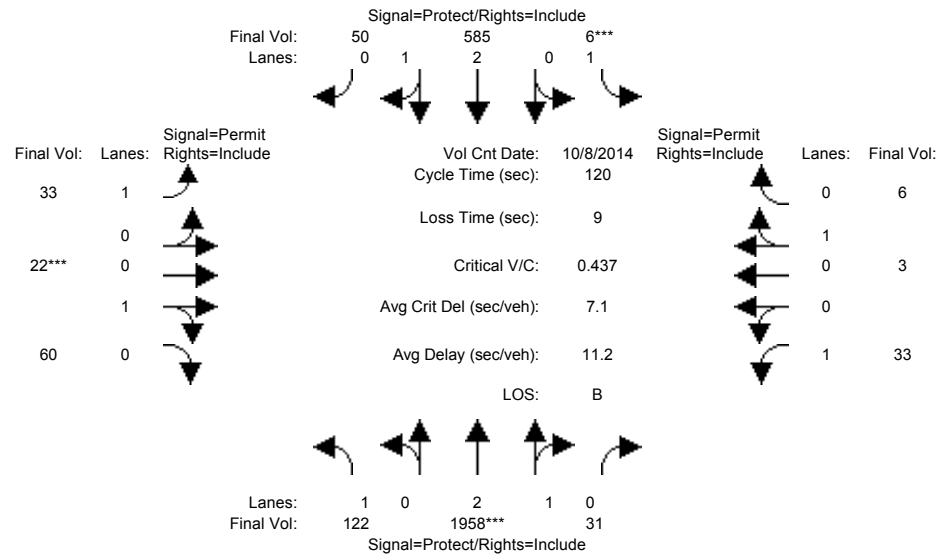 Signal=Protect/Rights=Include
Final Vol: 50 585 6***
Lanes: 0 1 2 0 1
Signal=Permit Signal=Permit
Final Vol: Lanes: Rights=Include Vol Cnt Date: 10/8/2014 Rights=Include Lanes: Final Vol:
Cycle Time (sec): 120
33 1 0 6
Loss Time (sec): 9
0 1
22*** 0 Critical V/C: 0.437 0 3
1 Avg Crit Del (sec/veh): 7.1 0
60 0 Avg Delay (sec/veh): 11.2 1 33
LOS: B
Lanes: 1 0 2 1 0
Final Vol: 122 1958*** 31
Signal=Protect/Rights=Include